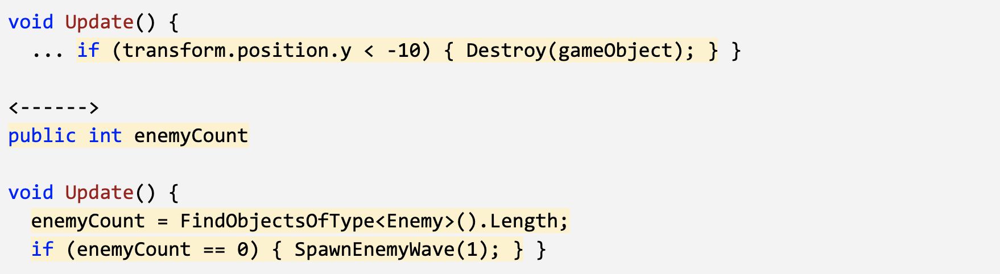 void Update() {
... if (transform.position.y < -10) { Destroy(gameObject); } }
<------>
public int enemyCount
void Update() {
enemyCount = FindObjectsOfType<Enemy>().Length;
if (enemyCount == 0) { SpawnEnemyWave(1); } }